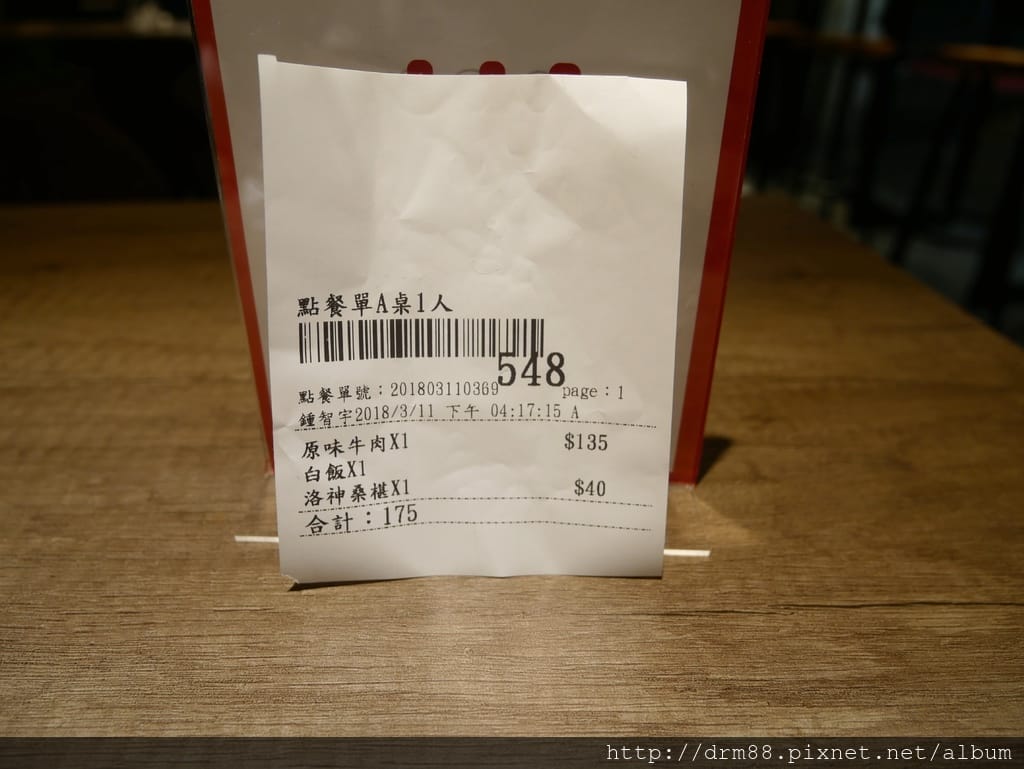 點餐單A桌1人
548
點餐單號：201803110369 page：1
鍾智宇2018/3/11 下午 04:17:15 A
原味牛肉X1 $135
白飯X1
洛神桑椹X1 $40
合計：175
http://drm88.pixnet.net/album